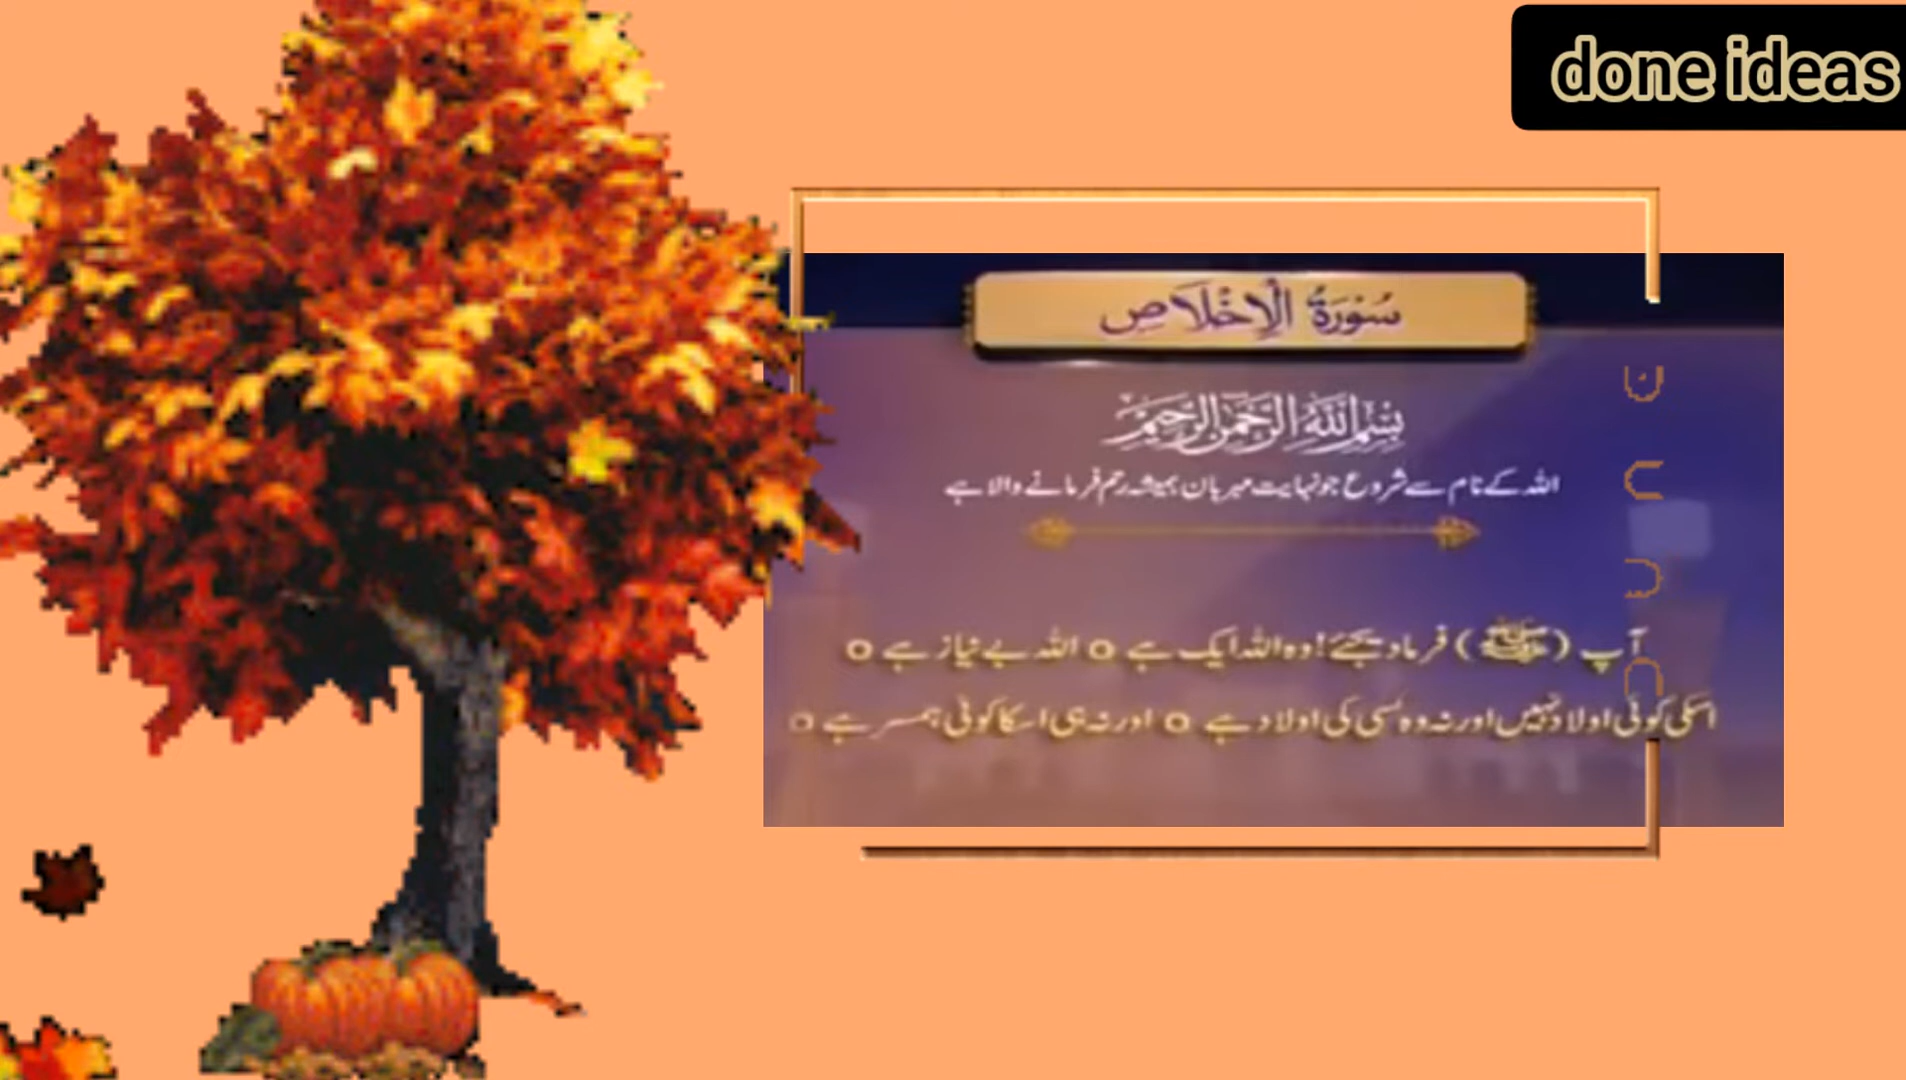 done ideas
سُوْرَةُ الْاِخْلَاص
بِسْمِ اللّٰهِ الرَّحْمٰنِ الرَّحِيْمِ
اللہ کے نام سے شروع جو نہایت مہربان ہمیشہ رحم فرمانے والا ہے
آپ (ﷺ) فرما دیجئے! وہ اللہ ایک ہے o اللہ بے نیاز ہے o
اسکی کوئی اولاد نہیں اور نہ وہ کسی کی اولاد ہے o اور نہ ہی اسکا کوئی ہمسر ہے o